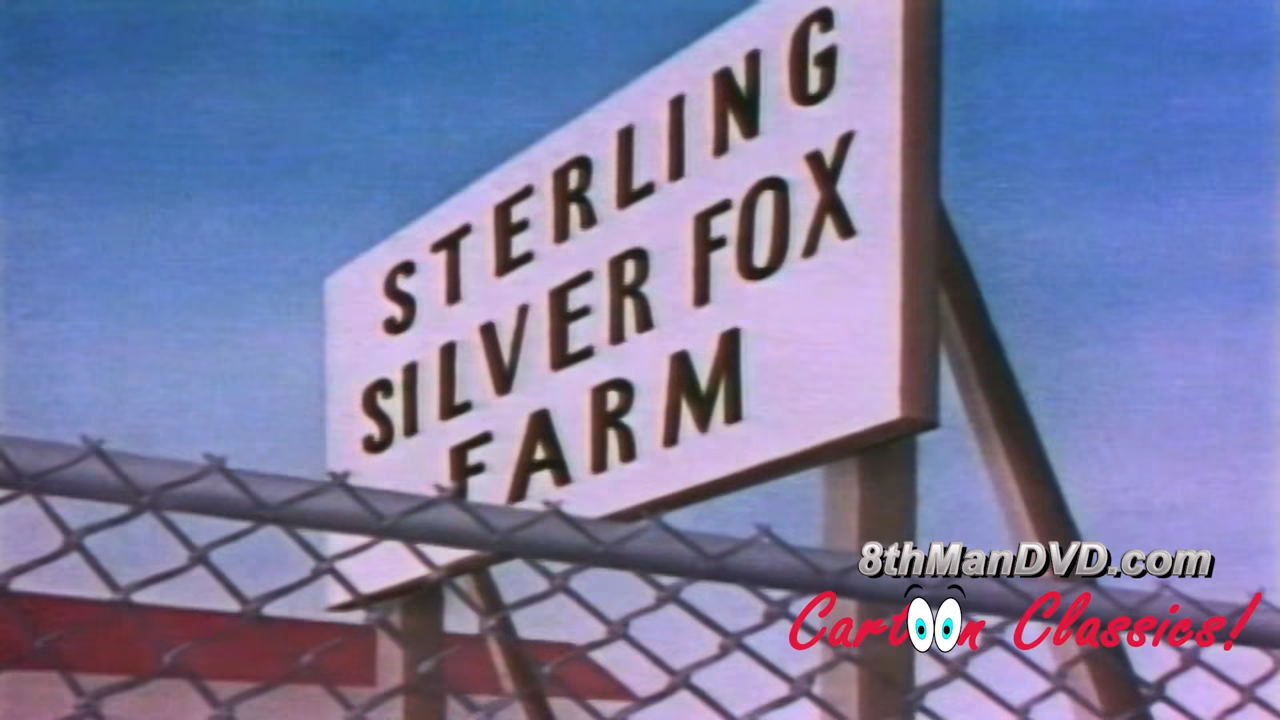 STERLING
SILVER FOX
FARM
8thManDVD.com
Cartoon Classics!